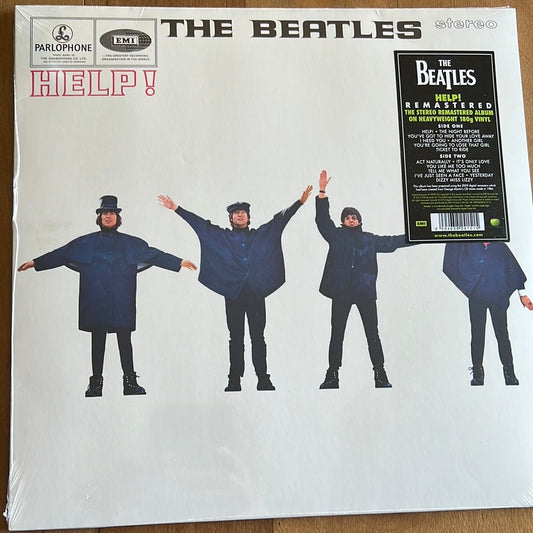 PARLOPHONE
EMI
THE BEATLES
stereo
HELP!
THE
BEATLES
HELP!
REMASTERED
THE STEREO REMASTERED ALBUM
ON HEAVYWEIGHT 180g VINYL
SIDE ONE
HELP! • THE NIGHT BEFORE
YOU'VE GOT TO HIDE YOUR LOVE AWAY
I NEED YOU • ANOTHER GIRL
YOU'RE GOING TO LOSE THAT GIRL
TICKET TO RIDE
SIDE TWO
ACT NATURALLY • IT'S ONLY LOVE
YOU LIKE ME TOO MUCH
TELL ME WHAT YOU SEE
I'VE JUST SEEN A FACE • YESTERDAY
DIZZY MISS LIZZY
EMI
www.thebeatles.com